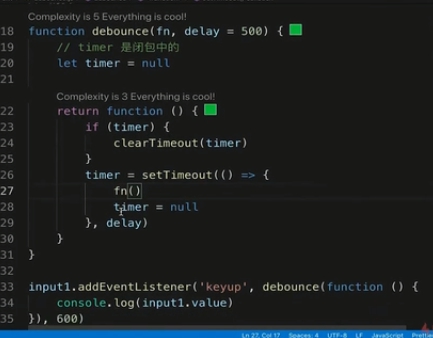 Complexity is 5 Everything is cool!
18 function debounce(fn, delay = 500) {
19 // timer 是闭包中的
20 let timer = null
21
Complexity is 3 Everything is cool!
22 return function () {
23 if (timer) {
24 clearTimeout(timer)
25 }
26 timer = setTimeout(() => {
27 fn()
28 timer = null
29 }, delay)
30 }
31 }
32
33 input1.addEventListener('keyup', debounce(function () {
34 console.log(input1.value)
35 }), 600)
Ln 27, Col 17 Spaces: 4 UTF-8 LF JavaScript